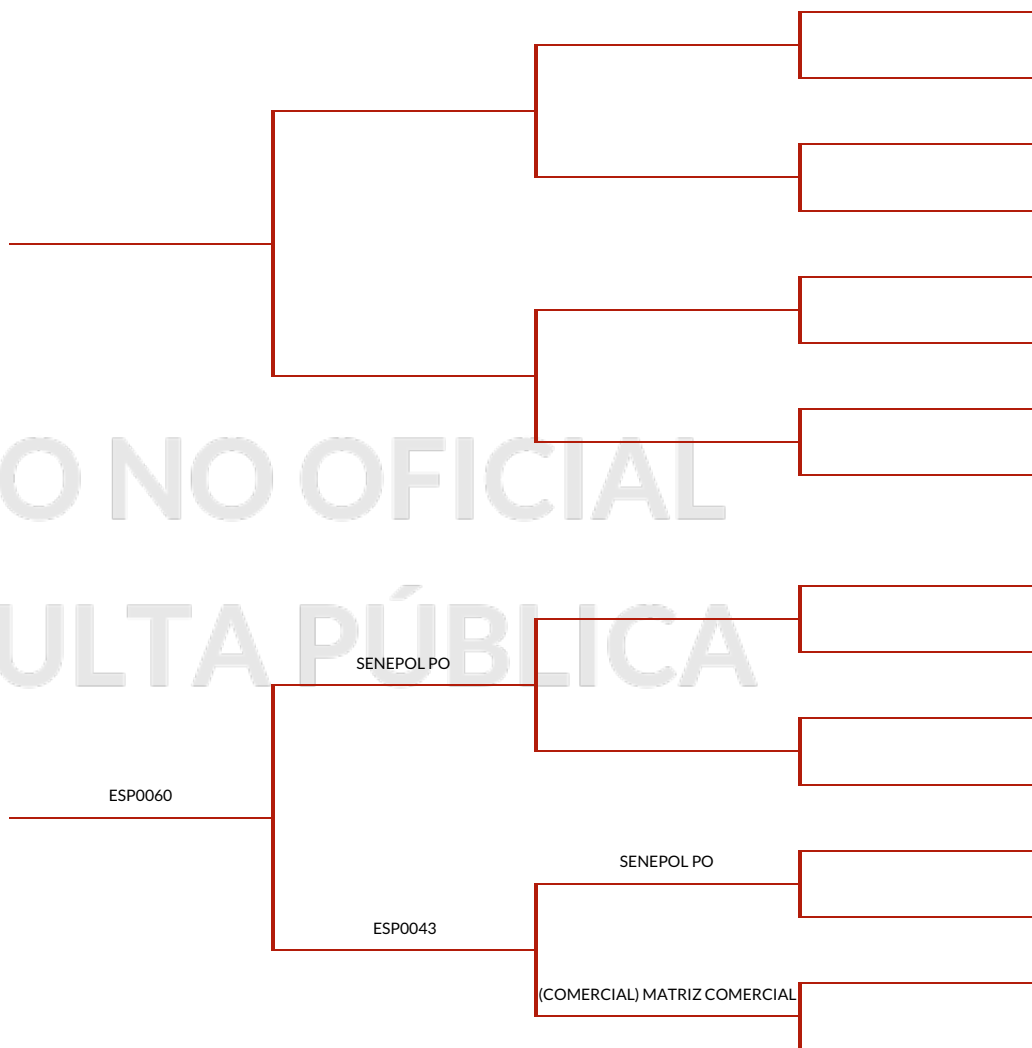 O NO OFICIAL
ULTA PÚBLICA
SENEPOL PO
ESP0060
SENEPOL PO
ESP0043
(COMERCIAL) MATRIZ COMERCIAL